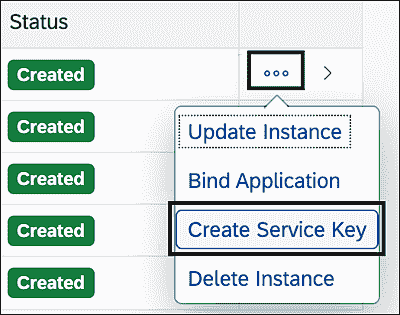 Status
Created
Created
Update Instance
Created
Bind Application
Created
Create Service Key
Created
Delete Instance